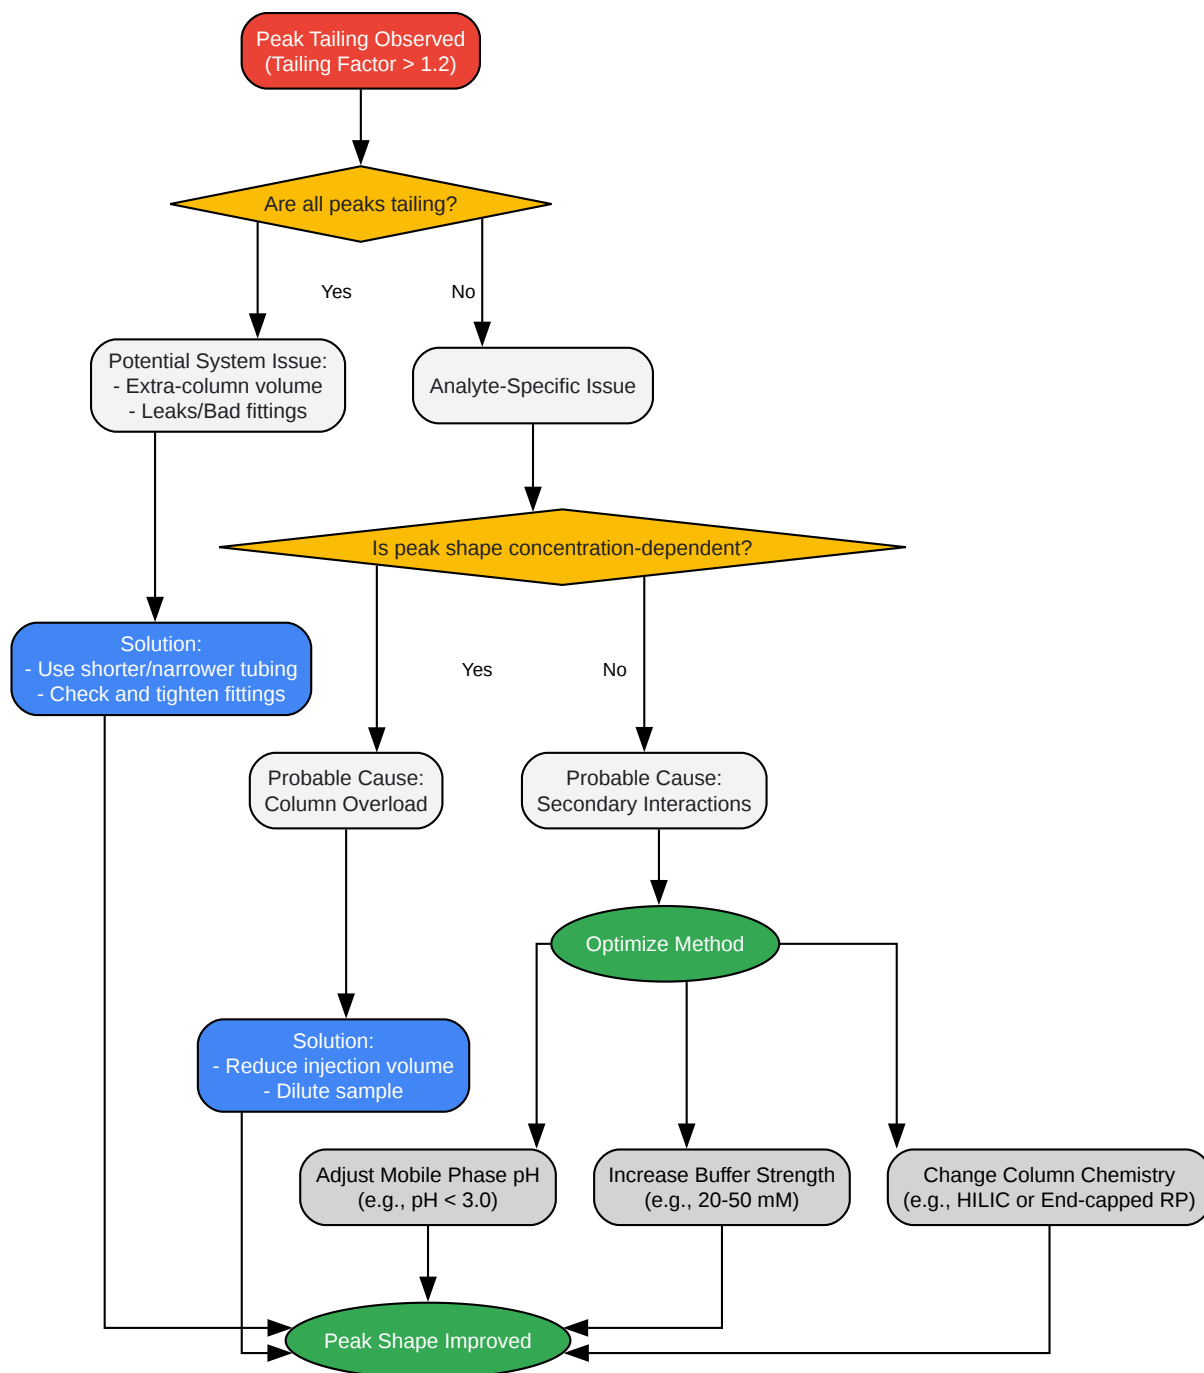 Peak Tailing Observed
(Tailing Factor > 1.2)
Are all peaks tailing?
Yes
No
Potential System Issue:
- Extra-column volume
- Leaks/Bad fittings
Analyte-Specific Issue
Is peak shape concentration-dependent?
Solution:
- Use shorter/narrower tubing
- Check and tighten fittings
Yes
No
Probable Cause:
Column Overload
Probable Cause:
Secondary Interactions
Optimize Method
Solution:
- Reduce injection volume
- Dilute sample
Adjust Mobile Phase pH
(e.g., pH < 3.0)
Increase Buffer Strength
(e.g., 20-50 mM)
Change Column Chemistry
(e.g., HILIC or End-capped RP)
Peak Shape Improved